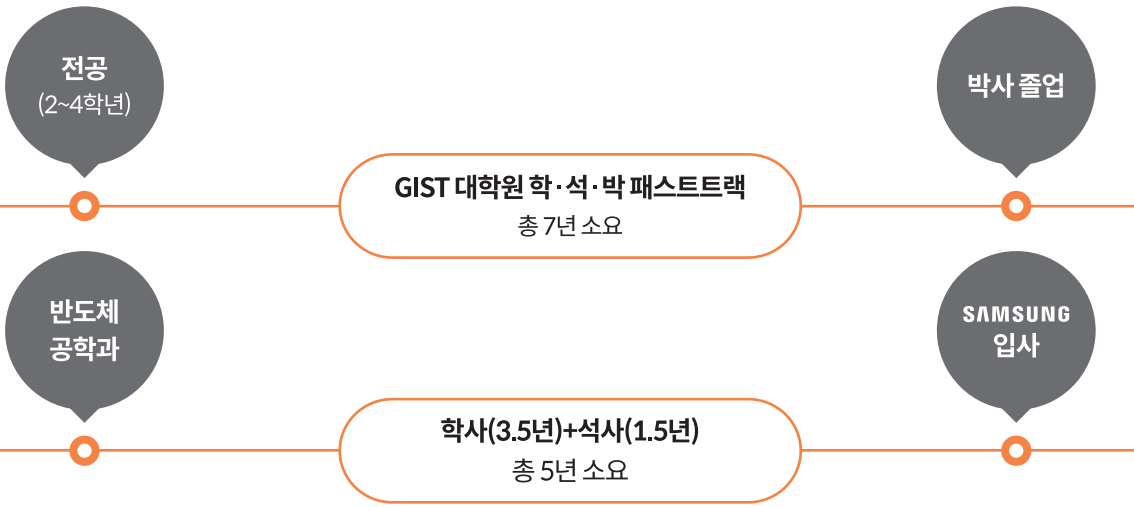 전공
(2~4학년)
박사 졸업
GIST 대학원 학·석·박 패스트트랙
총 7년 소요
반도체
공학과
SAMSUNG
입사
학사(3.5년)+석사(1.5년)
총 5년 소요